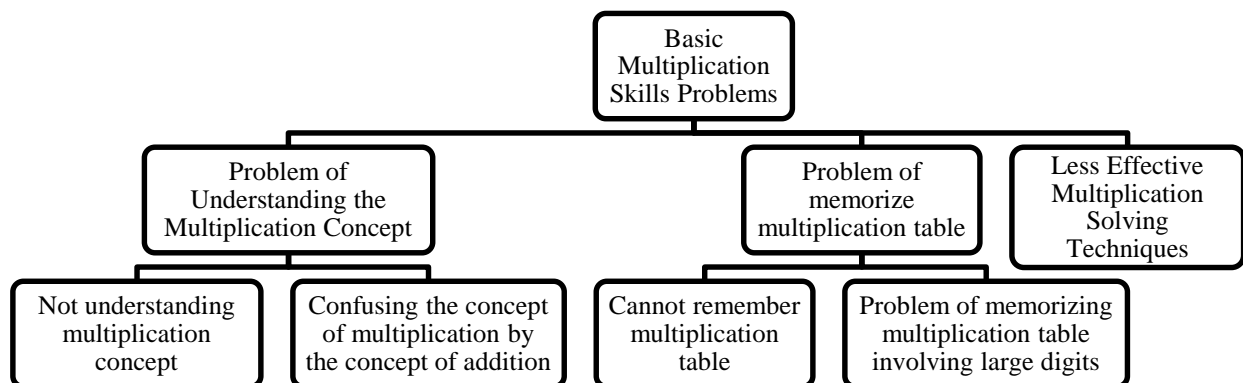 Basic
Multiplication
Skills Problems
Problem of
Understanding the
Multiplication Concept
Problem of
memorize
multiplication table
Less Effective
Multiplication
Solving
Techniques
Not understanding
multiplication
concept
Confusing the concept
of multiplication by
the concept of addition
Cannot remember
multiplication
table
Problem of memorizing
multiplication table
involving large digits